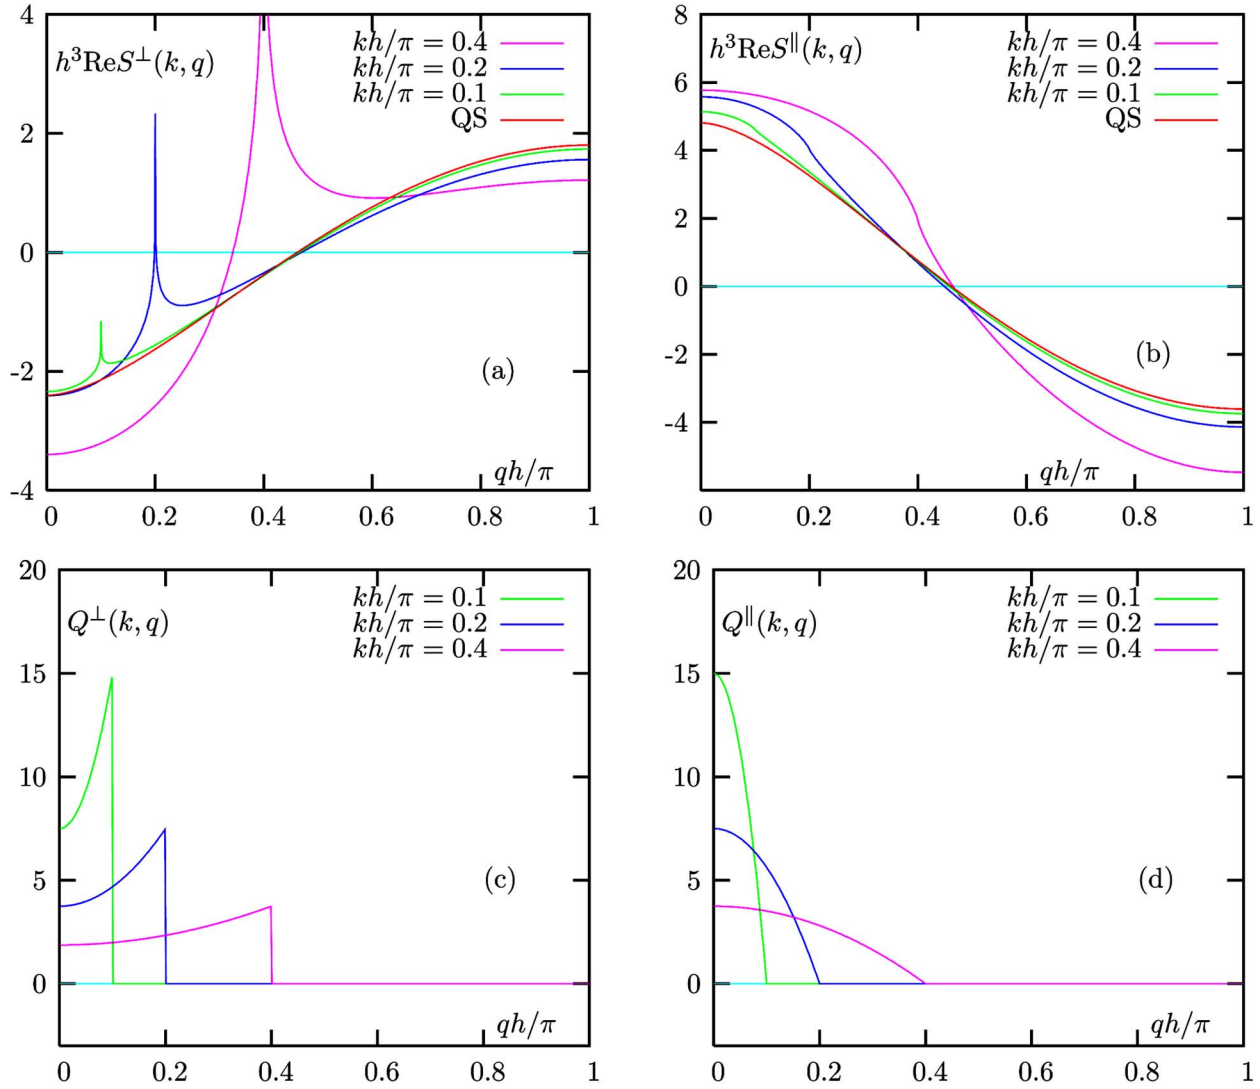 h³ReS⊥(k, q)
kh/π = 0.4
kh/π = 0.2
kh/π = 0.1
QS
4
2
0
-2
-4
(a)
qh/π
0 0.2 0.4 0.6 0.8 1
h³ReS∥(k, q)
kh/π = 0.4
kh/π = 0.2
kh/π = 0.1
QS
8
6
4
2
0
-2
-4
(b)
qh/π
0 0.2 0.4 0.6 0.8 1
Q⊥(k, q)
kh/π = 0.1
kh/π = 0.2
kh/π = 0.4
20
15
10
5
0
(c)
qh/π
0 0.2 0.4 0.6 0.8 1
Q∥(k, q)
kh/π = 0.1
kh/π = 0.2
kh/π = 0.4
20
15
10
5
0
(d)
qh/π
0 0.2 0.4 0.6 0.8 1